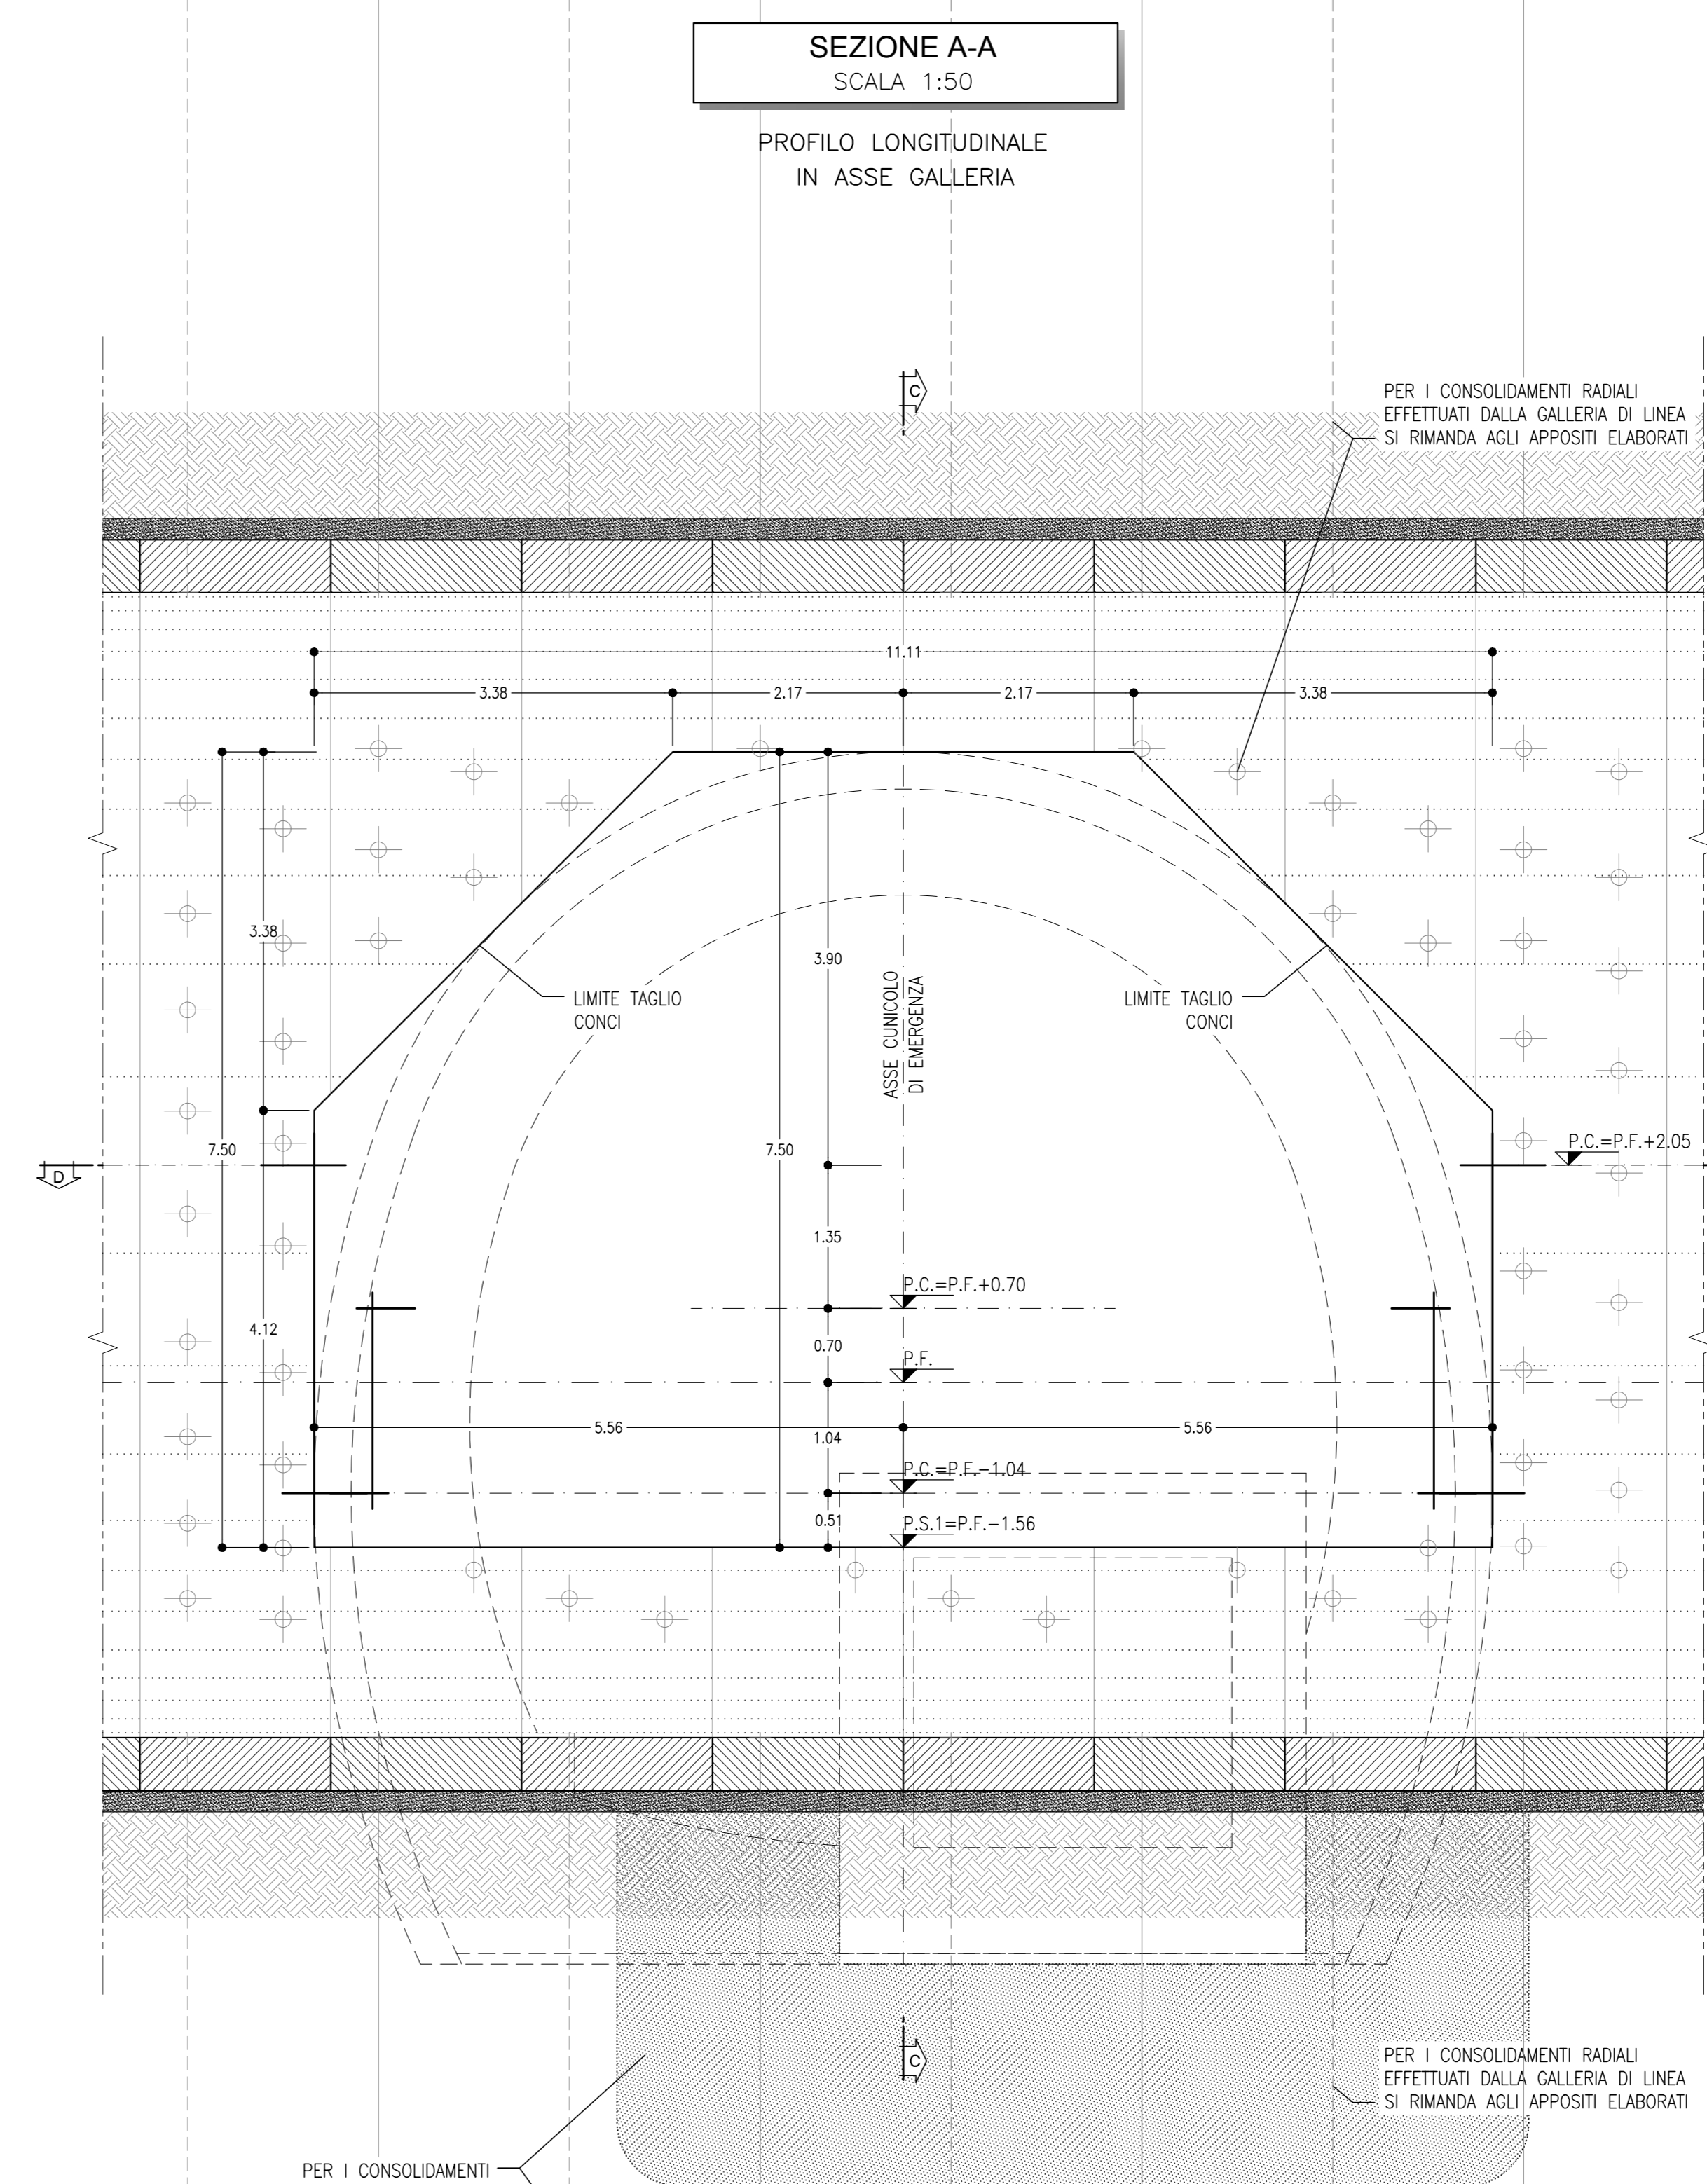 SEZIONE A-A
SCALA 1:50
PROFILO LONGITUDINALE
IN ASSE GALLERIA
C
PER I CONSOLIDAMENTI RADIALI
EFFETTUATI DALLA GALLERIA DI LINEA
SI RIMANDA AGLI APPOSITI ELABORATI
11.11
3.38
2.17
2.17
3.38
3.38
3.90
LIMITE TAGLIO
CONCI
ASSE CUNICOLO
DI EMERGENZA
LIMITE TAGLIO
CONCI
7.50
7.50
P.C.=P.F.+2.05
D
1.35
P.C.=P.F.+0.70
4.12
0.70
P.F.
5.56
5.56
1.04
P.C.=P.F.-1.04
0.51
P.S.1=P.F.-1.56
C
PER I CONSOLIDAMENTI RADIALI
EFFETTUATI DALLA GALLERIA DI LINEA
SI RIMANDA AGLI APPOSITI ELABORATI
PER I CONSOLIDAMENTI